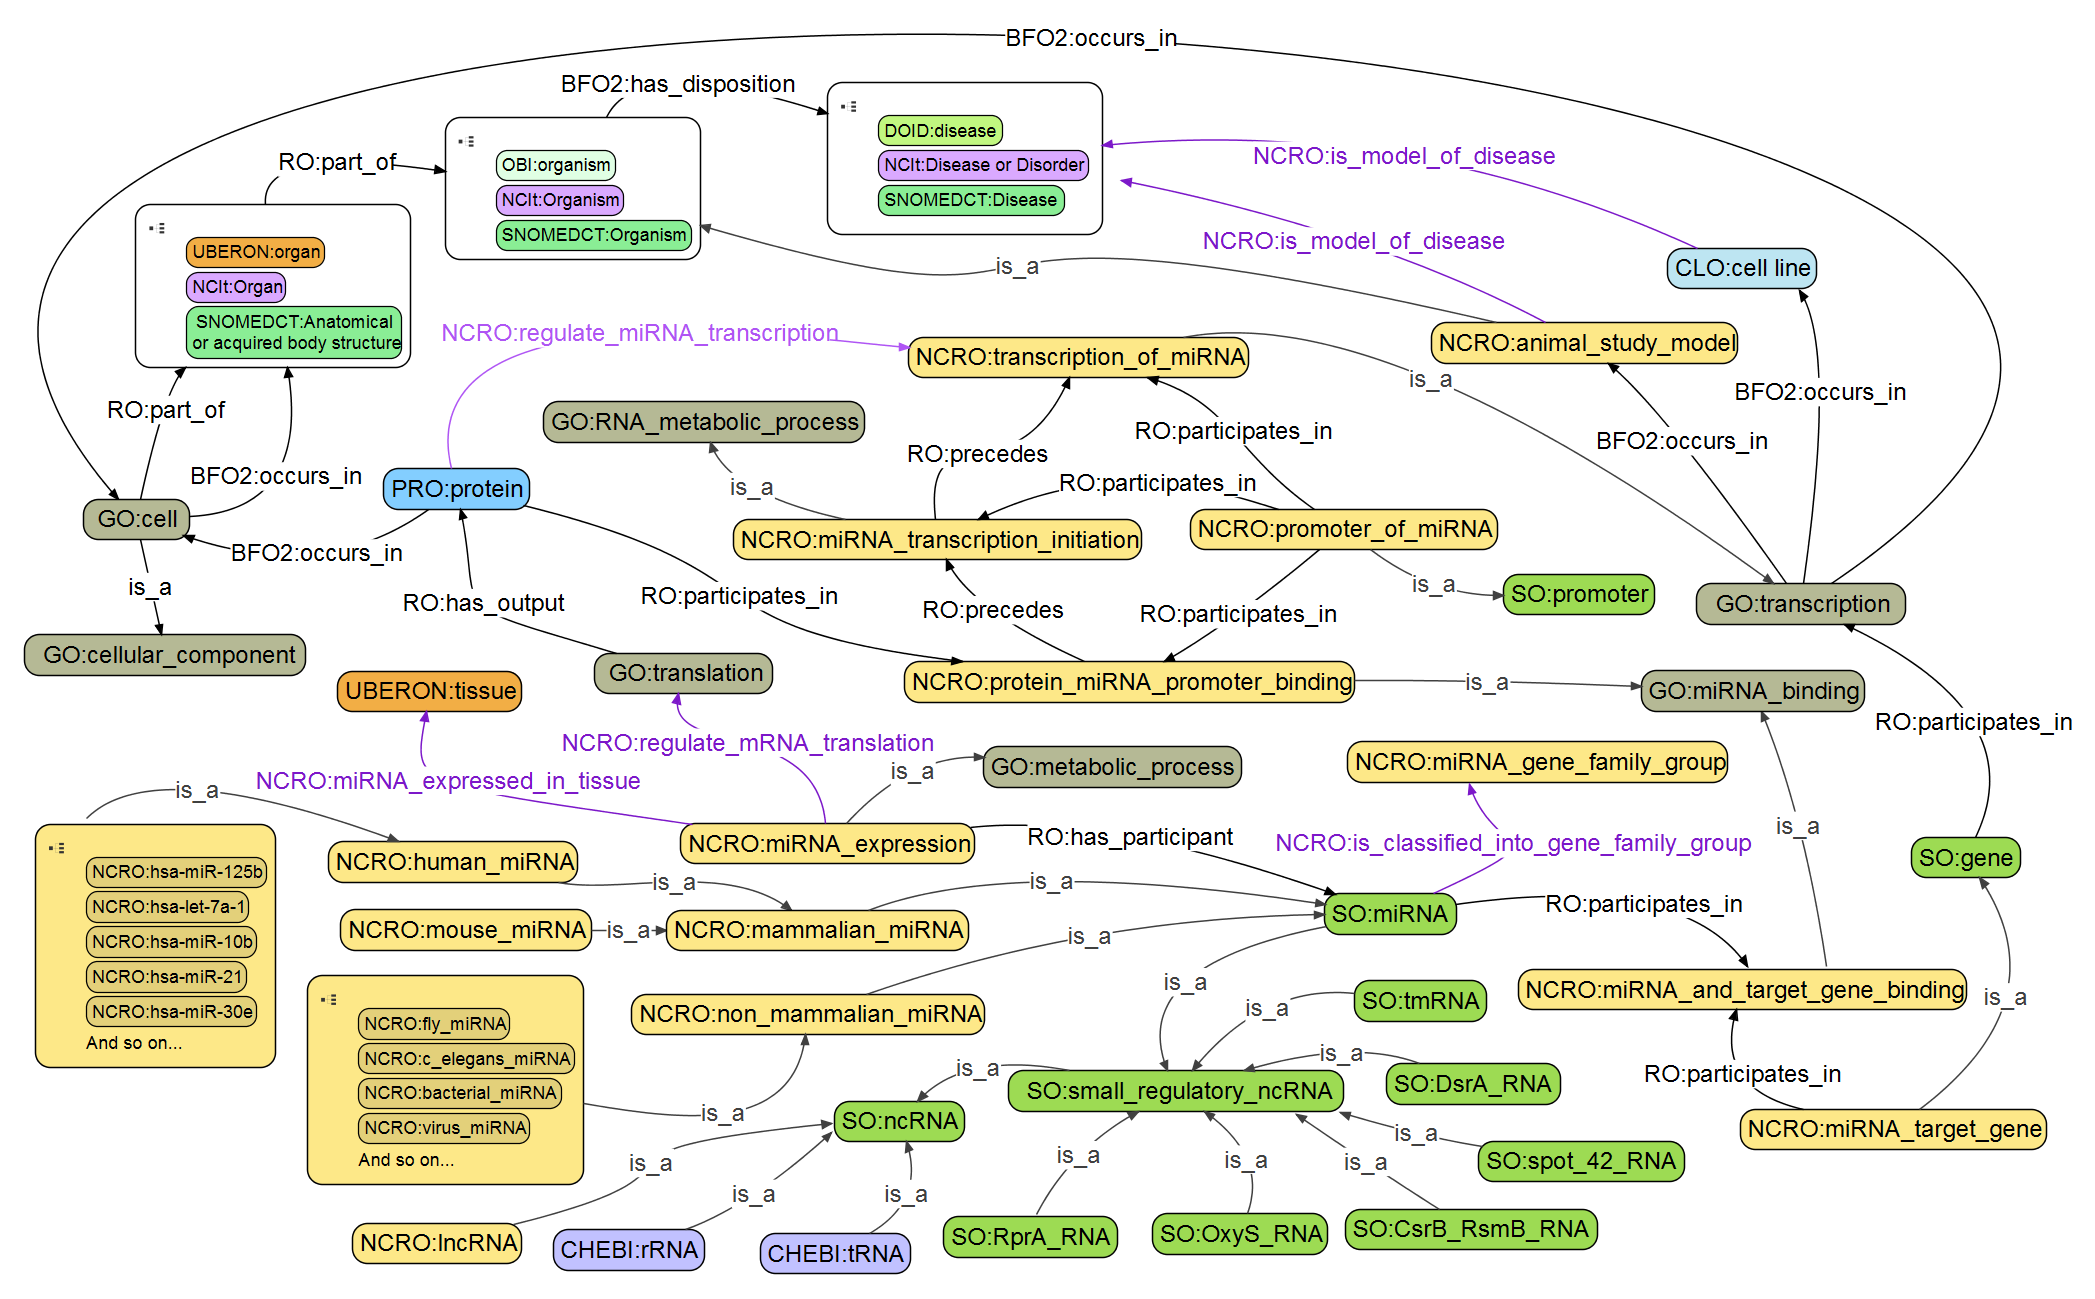 BFO2:occurs_in
BFO2:has_disposition
DOID:disease
NCIt:Disease or Disorder
SNOMEDCT:Disease
RO:part_of
OBI:organism
NCIt:Organism
SNOMEDCT:Organism
NCRO:is_model_of_disease
NCRO:is_model_of_disease
is_a
CLO:cell line
UBERON:organ
NCIt:Organ
SNOMEDCT:Anatomical
or acquired body structure
NCRO:regulate_miRNA_transcription
NCRO:transcription_of_miRNA
NCRO:animal_study_model
is_a
BFO2:occurs_in
RO:part_of
GO:RNA_metabolic_process
RO:participates_in
BFO2:occurs_in
RO:precedes
BFO2:occurs_in
PRO:protein
is_a
RO:participates_in
GO:cell
NCRO:miRNA_transcription_initiation
NCRO:promoter_of_miRNA
BFO2:occurs_in
is_a
RO:has_output
RO:participates_in
RO:precedes
RO:participates_in
is_a
SO:promoter
GO:transcription
GO:cellular_component
GO:translation
UBERON:tissue
NCRO:protein_miRNA_promoter_binding
is_a
GO:miRNA_binding
RO:participates_in
NCRO:regulate_mRNA_translation
NCRO:miRNA_expressed_in_tissue
is_a
GO:metabolic_process
NCRO:miRNA_gene_family_group
is_a
NCRO:human_miRNA
NCRO:miRNA_expression
RO:has_participant
NCRO:is_classified_into_gene_family_group
is_a
SO:gene
NCRO:hsa-miR-125b
NCRO:hsa-let-7a-1
NCRO:hsa-miR-10b
NCRO:hsa-miR-21
NCRO:hsa-miR-30e
And so on...
is_a
is_a
NCRO:mouse_miRNA
is_a
NCRO:mammalian_miRNA
is_a
SO:miRNA
RO:participates_in
NCRO:fly_miRNA
NCRO:c_elegans_miRNA
NCRO:bacterial_miRNA
NCRO:virus_miRNA
And so on...
NCRO:non_mammalian_miRNA
is_a
is_a
is_a
SO:tmRNA
NCRO:miRNA_and_target_gene_binding
is_a
is_a
SO:small_regulatory_ncRNA
is_a
SO:DsrA_RNA
RO:participates_in
SO:ncRNA
NCRO:miRNA_target_gene
is_a
is_a
is_a
is_a
is_a
is_a
is_a
SO:spot_42_RNA
NCRO:lncRNA
CHEBI:rRNA
CHEBI:tRNA
SO:RprA_RNA
SO:OxyS_RNA
SO:CsrB_RsmB_RNA